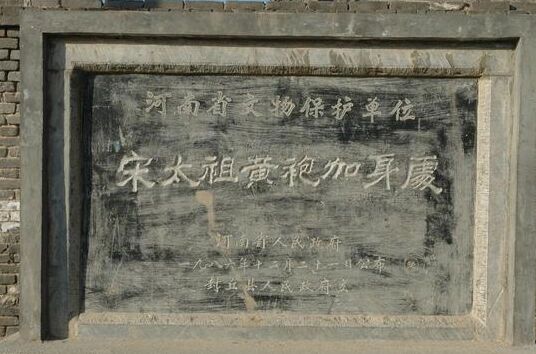 河南省文物保护单位
宋太祖黄袍加身处
河南省人民政府
一九八六年十一月二十一日公布
封丘县人民政府立